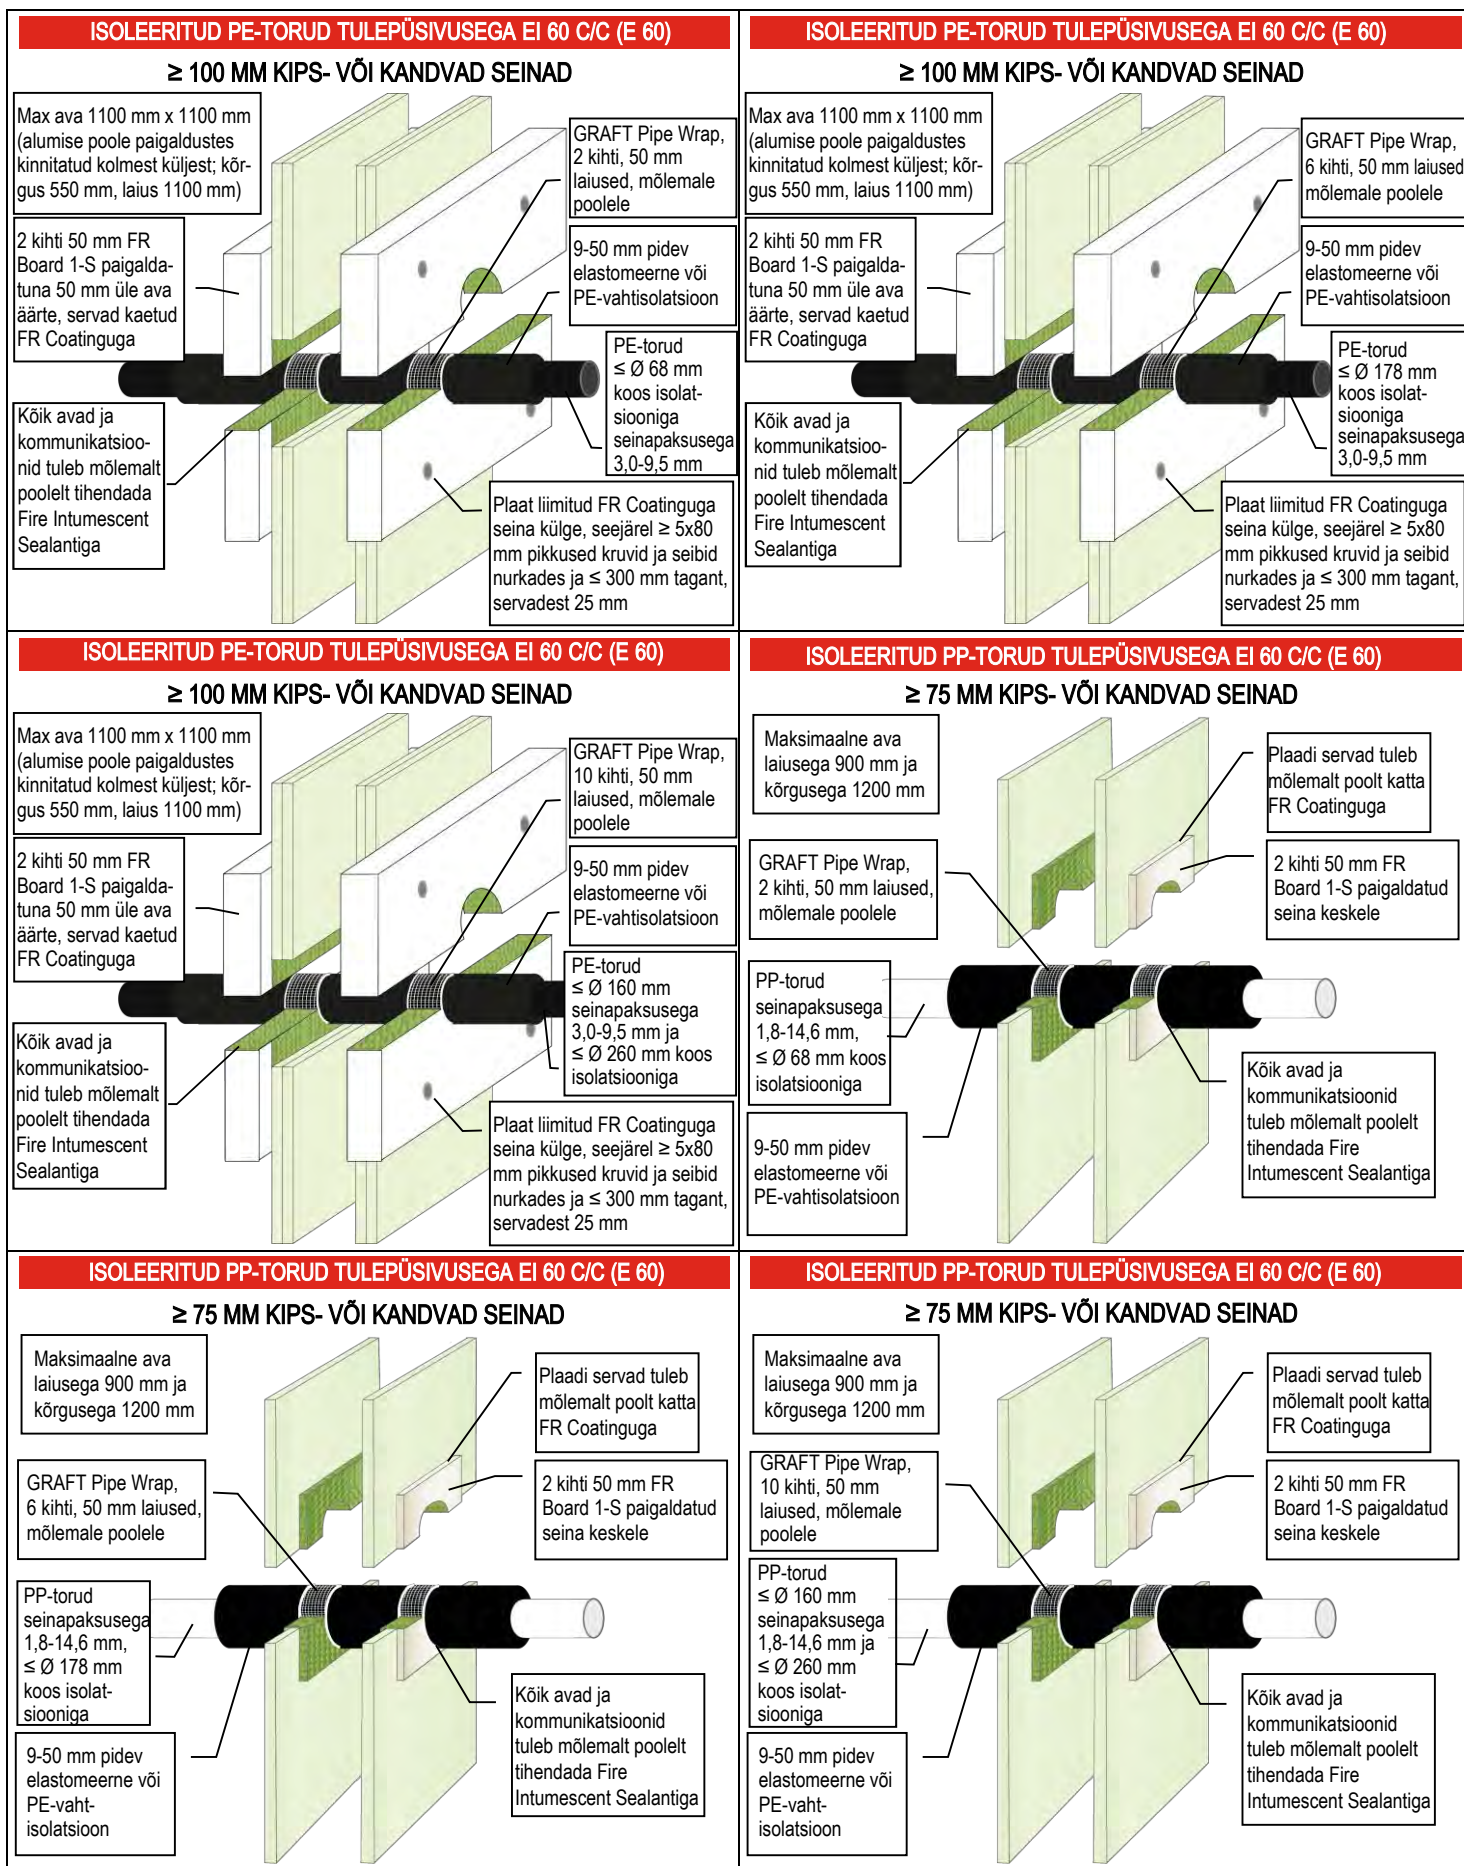 ISOLEERITUD PE-TORUD TULEPÜSIVUSEGA EI 60 C/C (E 60)
≥ 100 MM KIPS- VÕI KANDVAD SEINAD
Max ava 1100 mm x 1100 mm
(alumise poole paigaldustes
kinnitatud kolmest küljest; kõr-
gus 550 mm, laius 1100 mm)
GRAFT Pipe Wrap,
2 kihti, 50 mm
laiused, mõlemale
poolele
2 kihti 50 mm FR
Board 1-S paigalda-
tuna 50 mm üle ava
äärte, servad kaetud
FR Coatinguga
9-50 mm pidev
elastomeerne või
PE-vahtisolatsioon
PE-torud
≤ Ø 68 mm
koos isolat-
siooniga
seinapaksusega
3,0-9,5 mm
Kõik avad ja
kommunikatsioo-
nid tuleb mõlemalt
poolelt tihendada
Fire Intumescent
Sealantiga
Plaat liimitud FR Coatinguga
seina külge, seejärel ≥ 5x80
mm pikkused kruvid ja seibid
nurkades ja ≤ 300 mm tagant,
servadest 25 mm
ISOLEERITUD PE-TORUD TULEPÜSIVUSEGA EI 60 C/C (E 60)
≥ 100 MM KIPS- VÕI KANDVAD SEINAD
Max ava 1100 mm x 1100 mm
(alumise poole paigaldustes
kinnitatud kolmest küljest; kõr-
gus 550 mm, laius 1100 mm)
GRAFT Pipe Wrap,
6 kihti, 50 mm laiused
mõlemale poolele
2 kihti 50 mm FR
Board 1-S paigalda-
tuna 50 mm üle ava
äärte, servad kaetud
FR Coatinguga
9-50 mm pidev
elastomeerne või
PE-vahtisolatsioon
PE-torud
≤ Ø 178 mm
koos isolat-
siooniga
seinapaksusega
3,0-9,5 mm
Kõik avad ja
kommunikatsioo-
nid tuleb mõlemalt
poolelt tihendada
Fire Intumescent
Sealantiga
Plaat liimitud FR Coatinguga
seina külge, seejärel ≥ 5x80
mm pikkused kruvid ja seibid
nurkades ja ≤ 300 mm tagant,
servadest 25 mm
ISOLEERITUD PE-TORUD TULEPÜSIVUSEGA EI 60 C/C (E 60)
≥ 100 MM KIPS- VÕI KANDVAD SEINAD
Max ava 1100 mm x 1100 mm
(alumise poole paigaldustes
kinnitatud kolmest küljest; kõr-
gus 550 mm, laius 1100 mm)
GRAFT Pipe Wrap,
10 kihti, 50 mm
laiused, mõlemale
poolele
2 kihti 50 mm FR
Board 1-S paigalda-
tuna 50 mm üle ava
äärte, servad kaetud
FR Coatinguga
9-50 mm pidev
elastomeerne või
PE-vahtisolatsioon
PE-torud
≤ Ø 160 mm
seinapaksusega
3,0-9,5 mm ja
≤ Ø 260 mm koos
isolatsiooniga
Kõik avad ja
kommunikatsioo-
nid tuleb mõlemalt
poolelt tihendada
Fire Intumescent
Sealantiga
Plaat liimitud FR Coatinguga
seina külge, seejärel ≥ 5x80
mm pikkused kruvid ja seibid
nurkades ja ≤ 300 mm tagant,
servadest 25 mm
ISOLEERITUD PP-TORUD TULEPÜSIVUSEGA EI 60 C/C (E 60)
≥ 75 MM KIPS- VÕI KANDVAD SEINAD
Maksimaalne ava
laiusega 900 mm ja
kõrgusega 1200 mm
Plaadi servad tuleb
mõlemalt poolt katta
FR Coatinguga
GRAFT Pipe Wrap,
2 kihti, 50 mm laiused,
mõlemale poolele
2 kihti 50 mm FR
Board 1-S paigaldatud
seina keskele
PP-torud
seinapaksusega
1,8-14,6 mm,
≤ Ø 68 mm koos
isolatsiooniga
Kõik avad ja
kommunikatsioonid
tuleb mõlemalt poolelt
tihendada Fire
Intumescent Sealantiga
9-50 mm pidev
elastomeerne või
PE-vahtisolatsioon
ISOLEERITUD PP-TORUD TULEPÜSIVUSEGA EI 60 C/C (E 60)
≥ 75 MM KIPS- VÕI KANDVAD SEINAD
Maksimaalne ava
laiusega 900 mm ja
kõrgusega 1200 mm
Plaadi servad tuleb
mõlemalt poolt katta
FR Coatinguga
GRAFT Pipe Wrap,
6 kihti, 50 mm laiused,
mõlemale poolele
2 kihti 50 mm FR
Board 1-S paigaldatud
seina keskele
PP-torud
seinapaksusega
1,8-14,6 mm,
≤ Ø 178 mm
koos isolat-
siooniga
Kõik avad ja
kommunikatsioonid
tuleb mõlemalt poolelt
tihendada Fire
Intumescent Sealantiga
9-50 mm pidev
elastomeerne või
PE-vaht-
isolatsioon
ISOLEERITUD PP-TORUD TULEPÜSIVUSEGA EI 60 C/C (E 60)
≥ 75 MM KIPS- VÕI KANDVAD SEINAD
Maksimaalne ava
laiusega 900 mm ja
kõrgusega 1200 mm
Plaadi servad tuleb
mõlemalt poolt katta
FR Coatinguga
GRAFT Pipe Wrap,
10 kihti, 50 mm
laiused, mõlemale
poolele
2 kihti 50 mm FR
Board 1-S paigaldatud
seina keskele
PP-torud
≤ Ø 160 mm
seinapaksusega
1,8-14,6 mm ja
≤ Ø 260 mm
koos isolat-
siooniga
Kõik avad ja
kommunikatsioonid
tuleb mõlemalt poolelt
tihendada Fire
Intumescent Sealantiga
9-50 mm pidev
elastomeerne või
PE-vaht-
isolatsioon